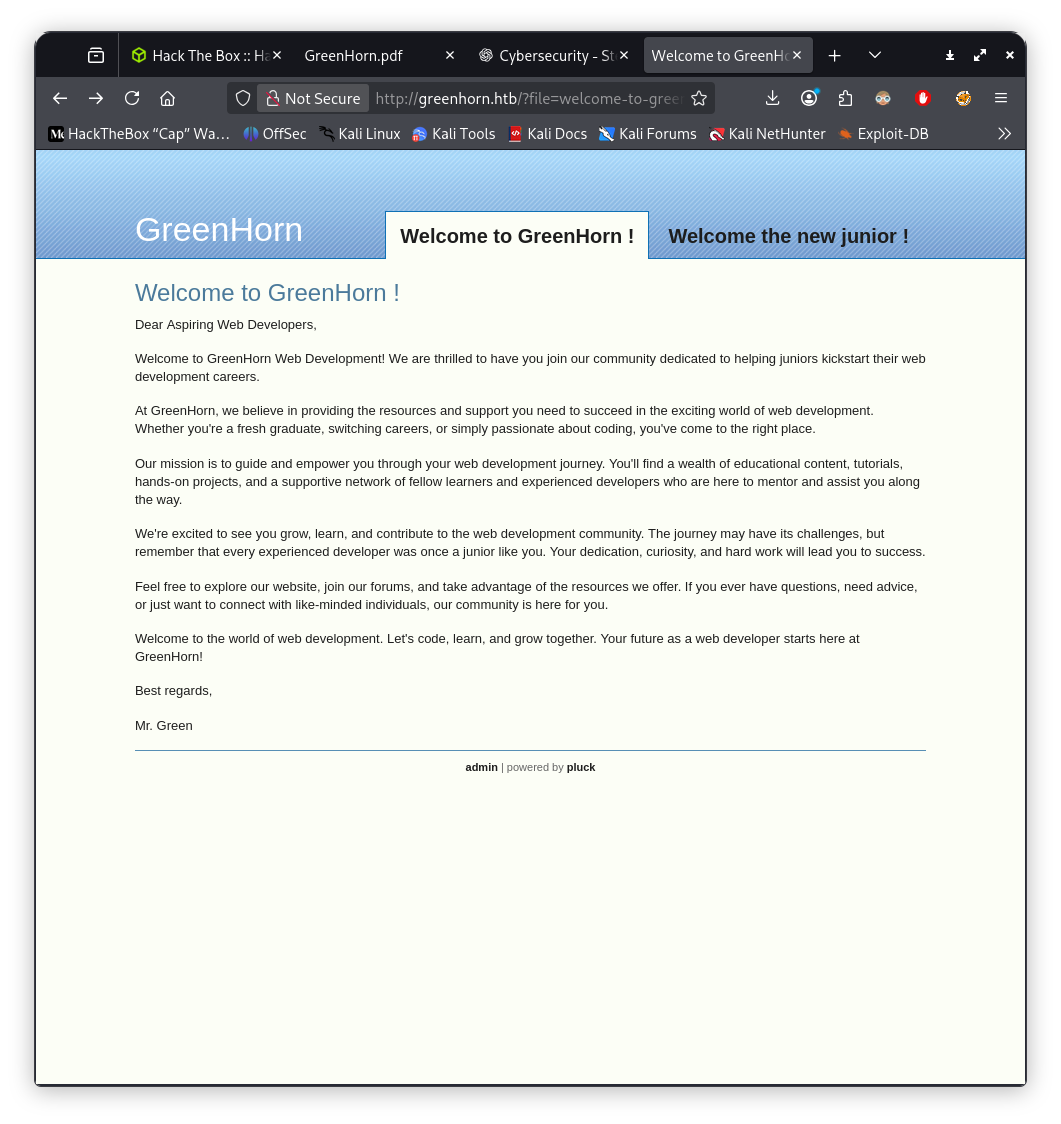 Hack The Box :: Ha
GreenHorn.pdf
Cybersecurity - St
Welcome to GreenHo
Not Secure
http://greenhorn.htb/?file=welcome-to-gree
HackTheBox “Cap” Wa…
OffSec
Kali Linux
Kali Tools
Kali Docs
Kali Forums
Kali NetHunter
Exploit-DB
GreenHorn
Welcome to GreenHorn !
Welcome the new junior !
Welcome to GreenHorn !
Dear Aspiring Web Developers,
Welcome to GreenHorn Web Development! We are thrilled to have you join our community dedicated to helping juniors kickstart their web
development careers.
At GreenHorn, we believe in providing the resources and support you need to succeed in the exciting world of web development.
Whether you're a fresh graduate, switching careers, or simply passionate about coding, you've come to the right place.
Our mission is to guide and empower you through your web development journey. You'll find a wealth of educational content, tutorials,
hands-on projects, and a supportive network of fellow learners and experienced developers who are here to mentor and assist you along
the way.
We're excited to see you grow, learn, and contribute to the web development community. The journey may have its challenges, but
remember that every experienced developer was once a junior like you. Your dedication, curiosity, and hard work will lead you to success.
Feel free to explore our website, join our forums, and take advantage of the resources we offer. If you ever have questions, need advice,
or just want to connect with like-minded individuals, our community is here for you.
Welcome to the world of web development. Let's code, learn, and grow together. Your future as a web developer starts here at
GreenHorn!
Best regards,
Mr. Green
admin | powered by pluck